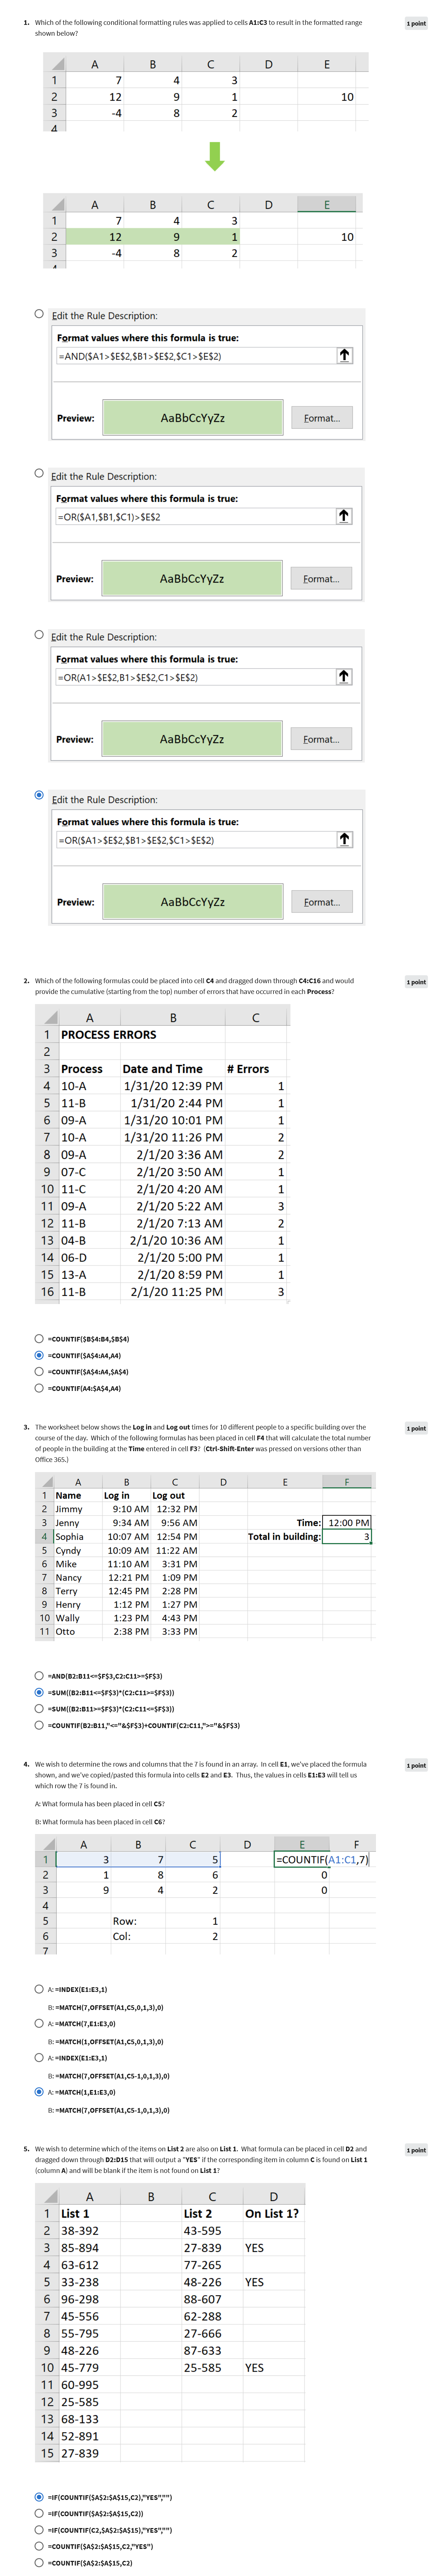 1. Which of the following conditional formatting rules was applied to cells A1:C3 to result in the formatted range
shown below?
1 point
A B C D E
1 7 4 3
2 12 9 1 10
3 -4 8 2
4
A B C D E
1 7 4 3
2 12 9 1 10
3 -4 8 2
Edit the Rule Description:
Format values where this formula is true:
=AND($A1>$E$2,$B1>$E$2,$C1>$E$2)
Preview: AaBbCcYyZz Format...
Edit the Rule Description:
Format values where this formula is true:
=OR($A1,$B1,$C1)>$E$2
Preview: AaBbCcYyZz Format...
Edit the Rule Description:
Format values where this formula is true:
=OR(A1>$E$2,B1>$E$2,C1>$E$2)
Preview: AaBbCcYyZz Format...
Edit the Rule Description:
Format values where this formula is true:
=OR($A1>$E$2,$B1>$E$2,$C1>$E$2)
Preview: AaBbCcYyZz Format...
2. Which of the following formulas could be placed into cell C4 and dragged down through C4:C16 and would
provide the cumulative (starting from the top) number of errors that have occurred in each Process?
1 point
A B C
1 PROCESS ERRORS
2
3 Process Date and Time # Errors
4 10-A 1/31/20 12:39 PM 1
5 11-B 1/31/20 2:44 PM 1
6 09-A 1/31/20 10:01 PM 1
7 10-A 1/31/20 11:26 PM 2
8 09-A 2/1/20 3:36 AM 2
9 07-C 2/1/20 3:50 AM 1
10 11-C 2/1/20 4:20 AM 1
11 09-A 2/1/20 5:22 AM 3
12 11-B 2/1/20 7:13 AM 2
13 04-B 2/1/20 10:36 AM 1
14 06-D 2/1/20 5:00 PM 1
15 13-A 2/1/20 8:59 PM 1
16 11-B 2/1/20 11:25 PM 3
=COUNTIF($B$4:B4,$B$4)
=COUNTIF($A$4:A4,A4)
=COUNTIF($A$4:A4,$A$4)
=COUNTIF(A4:$A$4,A4)
3. The worksheet below shows the Log in and Log out times for 10 different people to a specific building over the
course of the day. Which of the following formulas has been placed in cell F4 that will calculate the total number
of people in the building at the Time entered in cell F3? (Ctrl-Shift-Enter was pressed on versions other than
Office 365.)
1 point
A B C D E F
1 Name Log in Log out
2 Jimmy 9:10 AM 12:32 PM
3 Jenny 9:34 AM 9:56 AM Time: 12:00 PM
4 Sophia 10:07 AM 12:54 PM Total in building: 3
5 Cyndy 10:09 AM 11:22 AM
6 Mike 11:10 AM 3:31 PM
7 Nancy 12:21 PM 1:09 PM
8 Terry 12:45 PM 2:28 PM
9 Henry 1:12 PM 1:27 PM
10 Wally 1:23 PM 4:43 PM
11 Otto 2:38 PM 3:33 PM
=AND(B2:B11<=$F$3,C2:C11>=$F$3)
=SUM((B2:B11<=$F$3)*(C2:C11>=$F$3))
=SUM((B2:B11>=$F$3)*(C2:C11<=$F$3))
=COUNTIF(B2:B11,"<="&$F$3)+COUNTIF(C2:C11,">="&$F$3)
4. We wish to determine the rows and columns that the 7 is found in an array. In cell E1, we've placed the formula
shown, and we've copied/pasted this formula into cells E2 and E3. Thus, the values in cells E1:E3 will tell us
which row the 7 is found in.
1 point
A: What formula has been placed in cell C5?
B: What formula has been placed in cell C6?
A B C D E F
1 3 7 5 =COUNTIF(A1:C1,7)
2 1 8 6 0
3 9 4 2 0
4
5 Row: 1
6 Col: 2
7
A: =INDEX(E1:E3,1)
B: =MATCH(7,OFFSET(A1,C5,0,1,3),0)
A: =MATCH(7,E1:E3,0)
B: =MATCH(1,OFFSET(A1,C5,0,1,3),0)
A: =INDEX(E1:E3,1)
B: =MATCH(7,OFFSET(A1,C5-1,0,1,3),0)
A: =MATCH(1,E1:E3,0)
B: =MATCH(7,OFFSET(A1,C5-1,0,1,3),0)
5. We wish to determine which of the items on List 2 are also on List 1. What formula can be placed in cell D2 and
dragged down through D2:D15 that will output a "YES" if the corresponding item in column C is found on List 1
(column A) and will be blank if the item is not found on List 1?
1 point
A B C D
1 List 1 List 2 On List 1?
2 38-392 43-595
3 85-894 27-839 YES
4 63-612 77-265
5 33-238 48-226 YES
6 96-298 88-607
7 45-556 62-288
8 55-795 27-666
9 48-226 87-633
10 45-779 25-585 YES
11 60-995
12 25-585
13 68-133
14 52-891
15 27-839
=IF(COUNTIF($A$2:$A$15,C2),"YES","")
=IF(COUNTIF($A$2:$A$15,C2))
=IF(COUNTIF(C2,$A$2:$A$15),"YES","")
=COUNTIF($A$2:$A$15,C2,"YES")
=COUNTIF($A$2:$A$15,C2)